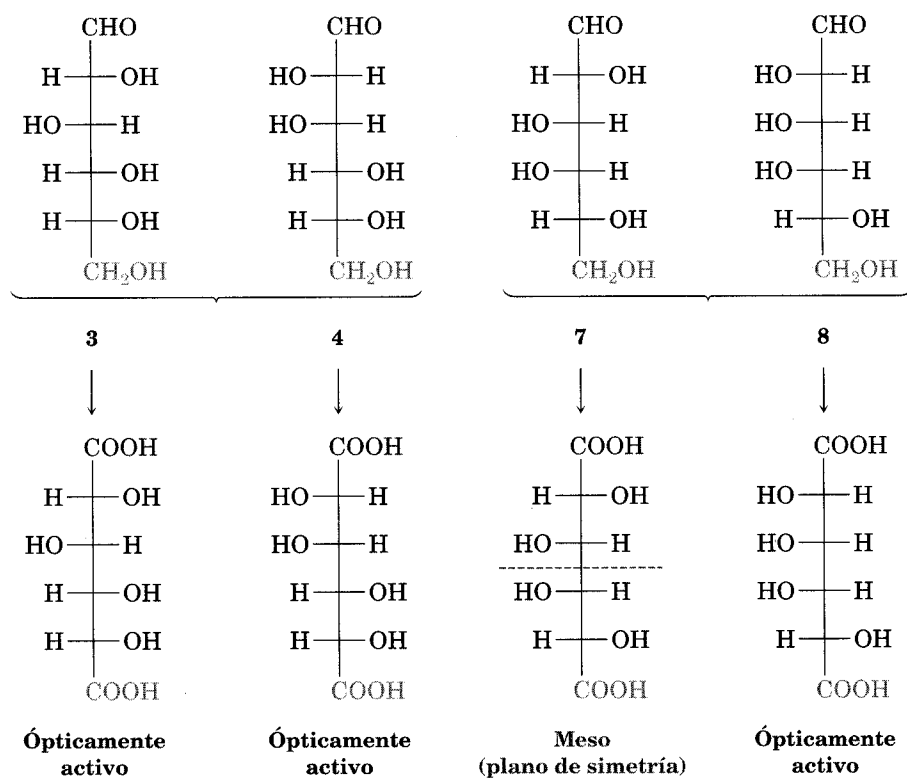 CHO CHO CHO CHO
H OH HO H H OH HO H
HO H HO H HO H HO H
H OH H OH HO H HO H
H OH H OH H OH H OH
CH₂OH CH₂OH CH₂OH CH₂OH
3 4 7 8
COOH COOH COOH COOH
H OH HO H H OH HO H
HO H HO H HO H HO H
H OH H OH HO H HO H
H OH H OH H OH H OH
COOH COOH COOH COOH
Ópticamente Ópticamente Meso Ópticamente
activo activo (plano de simetría) activo